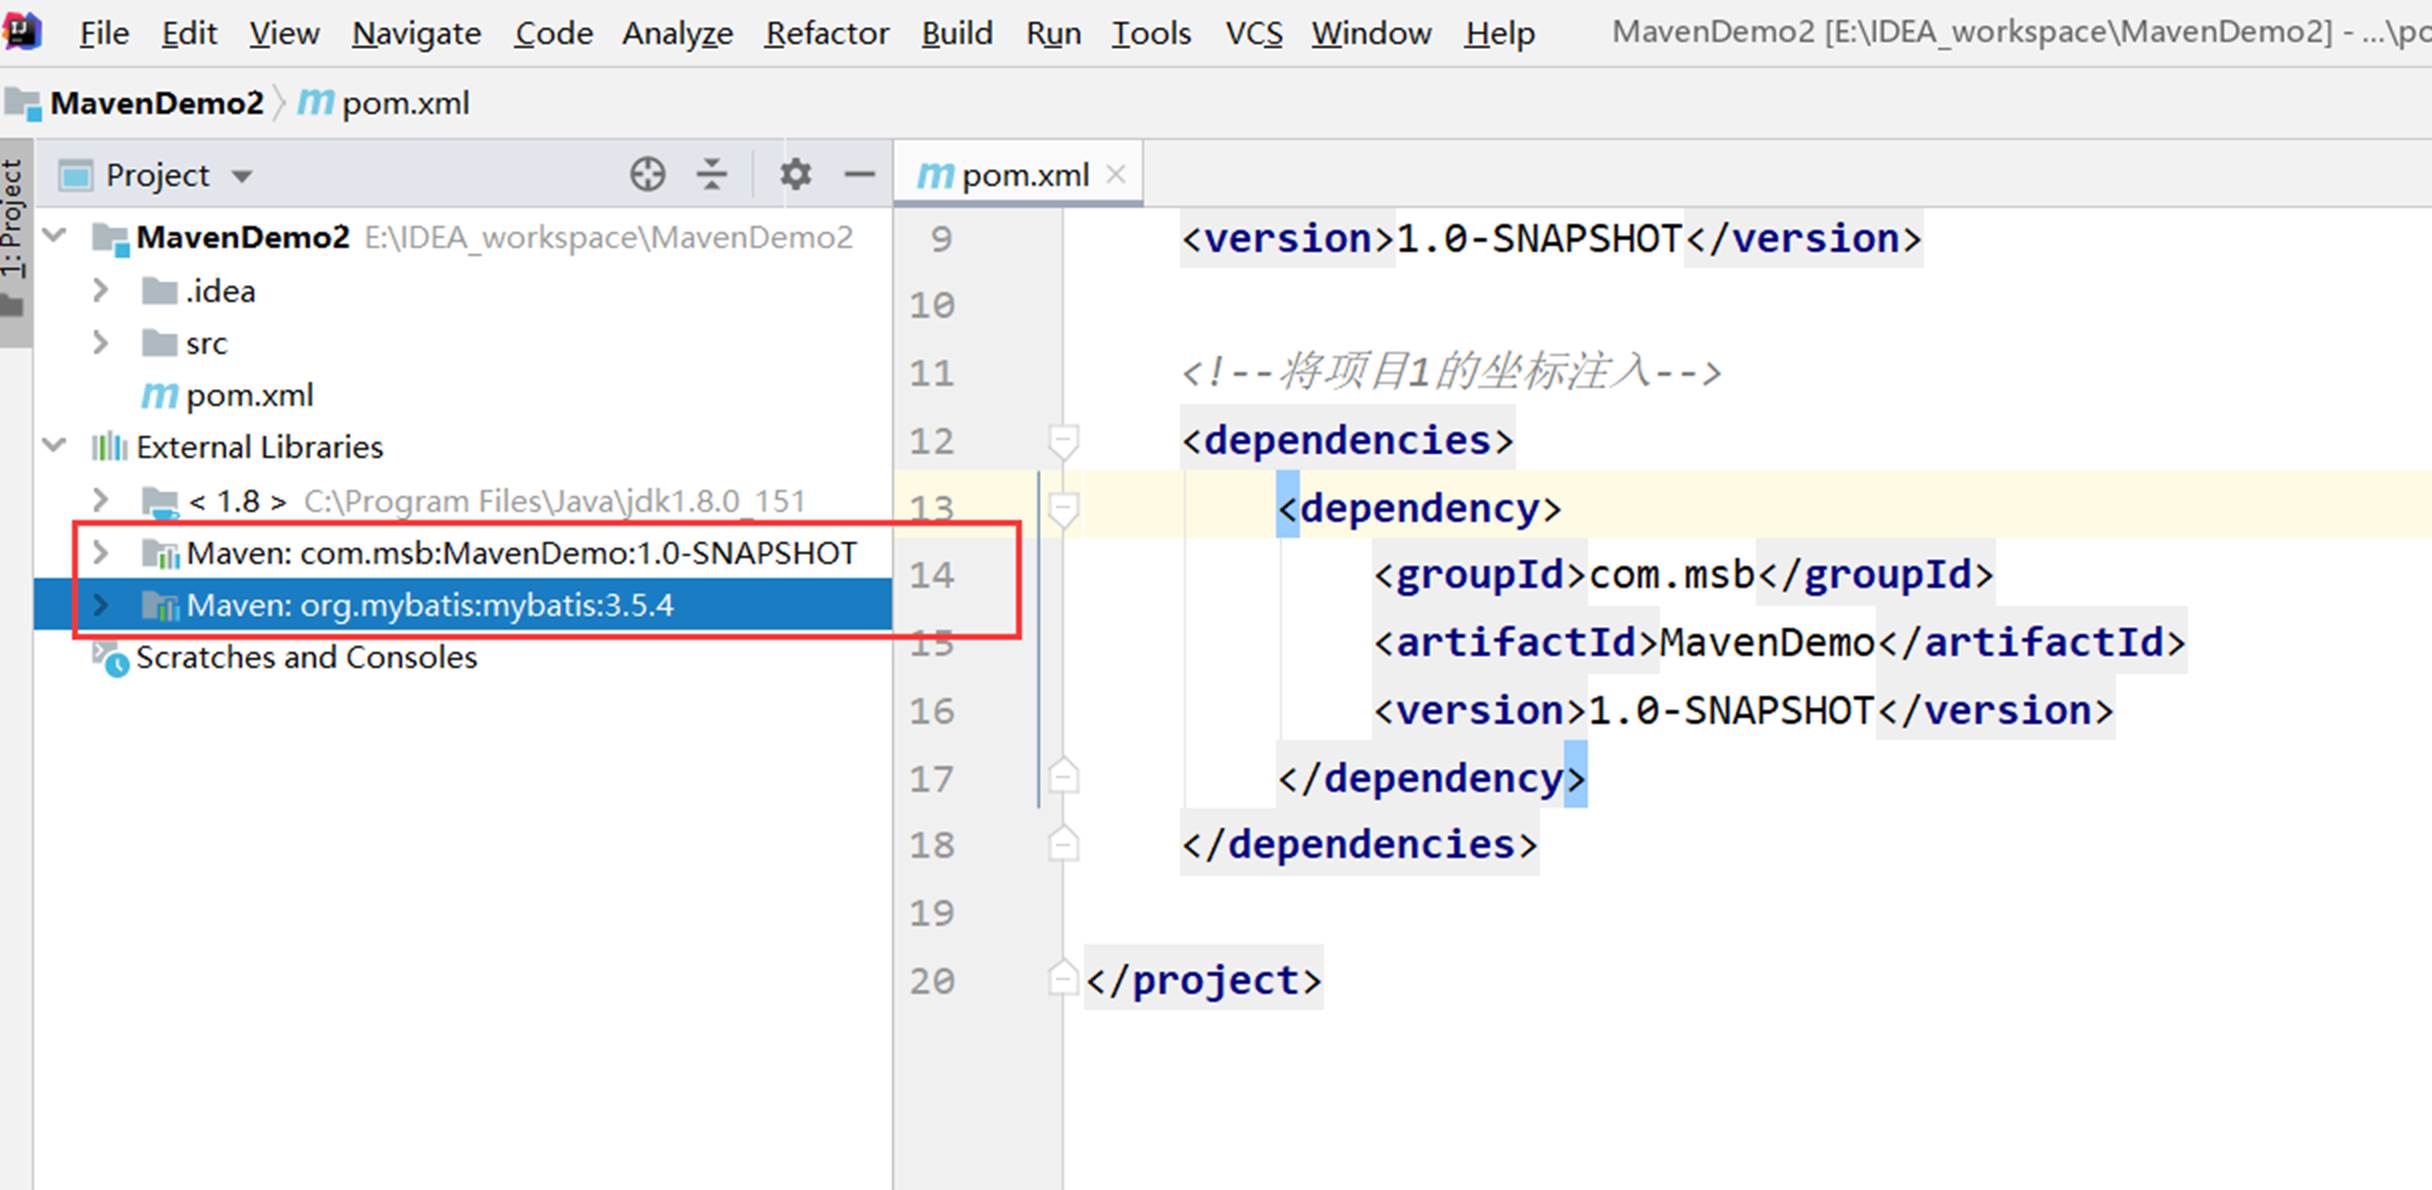 File Edit View Navigate Code Analyze Refactor Build Run Tools VCS Window Help MavenDemo2 [E:\IDEA_workspace\MavenDemo2] - ...\po
MavenDemo2 pom.xml
1: Project
Project
MavenDemo2 E:\IDEA_workspace\MavenDemo2
.idea
src
pom.xml
External Libraries
< 1.8 > C:\Program Files\Java\jdk1.8.0_151
Maven: com.msb:MavenDemo:1.0-SNAPSHOT
Maven: org.mybatis:mybatis:3.5.4
Scratches and Consoles
pom.xml
9 <version>1.0-SNAPSHOT</version>
10
11 <!--将项目1的坐标注入-->
12 <dependencies>
13 <dependency>
14 <groupId>com.msb</groupId>
15 <artifactId>MavenDemo</artifactId>
16 <version>1.0-SNAPSHOT</version>
17 </dependency>
18 </dependencies>
19
20 </project>